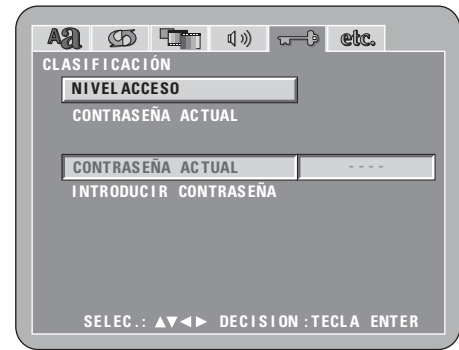 Aa etc.
CLASIFICACIÓN
NIVEL ACCESO
CONTRASEÑA ACTUAL
CONTRASEÑA ACTUAL ----
INTRODUCIR CONTRASEÑA
SELEC.: ▲▼◄► DECISION :TECLA ENTER